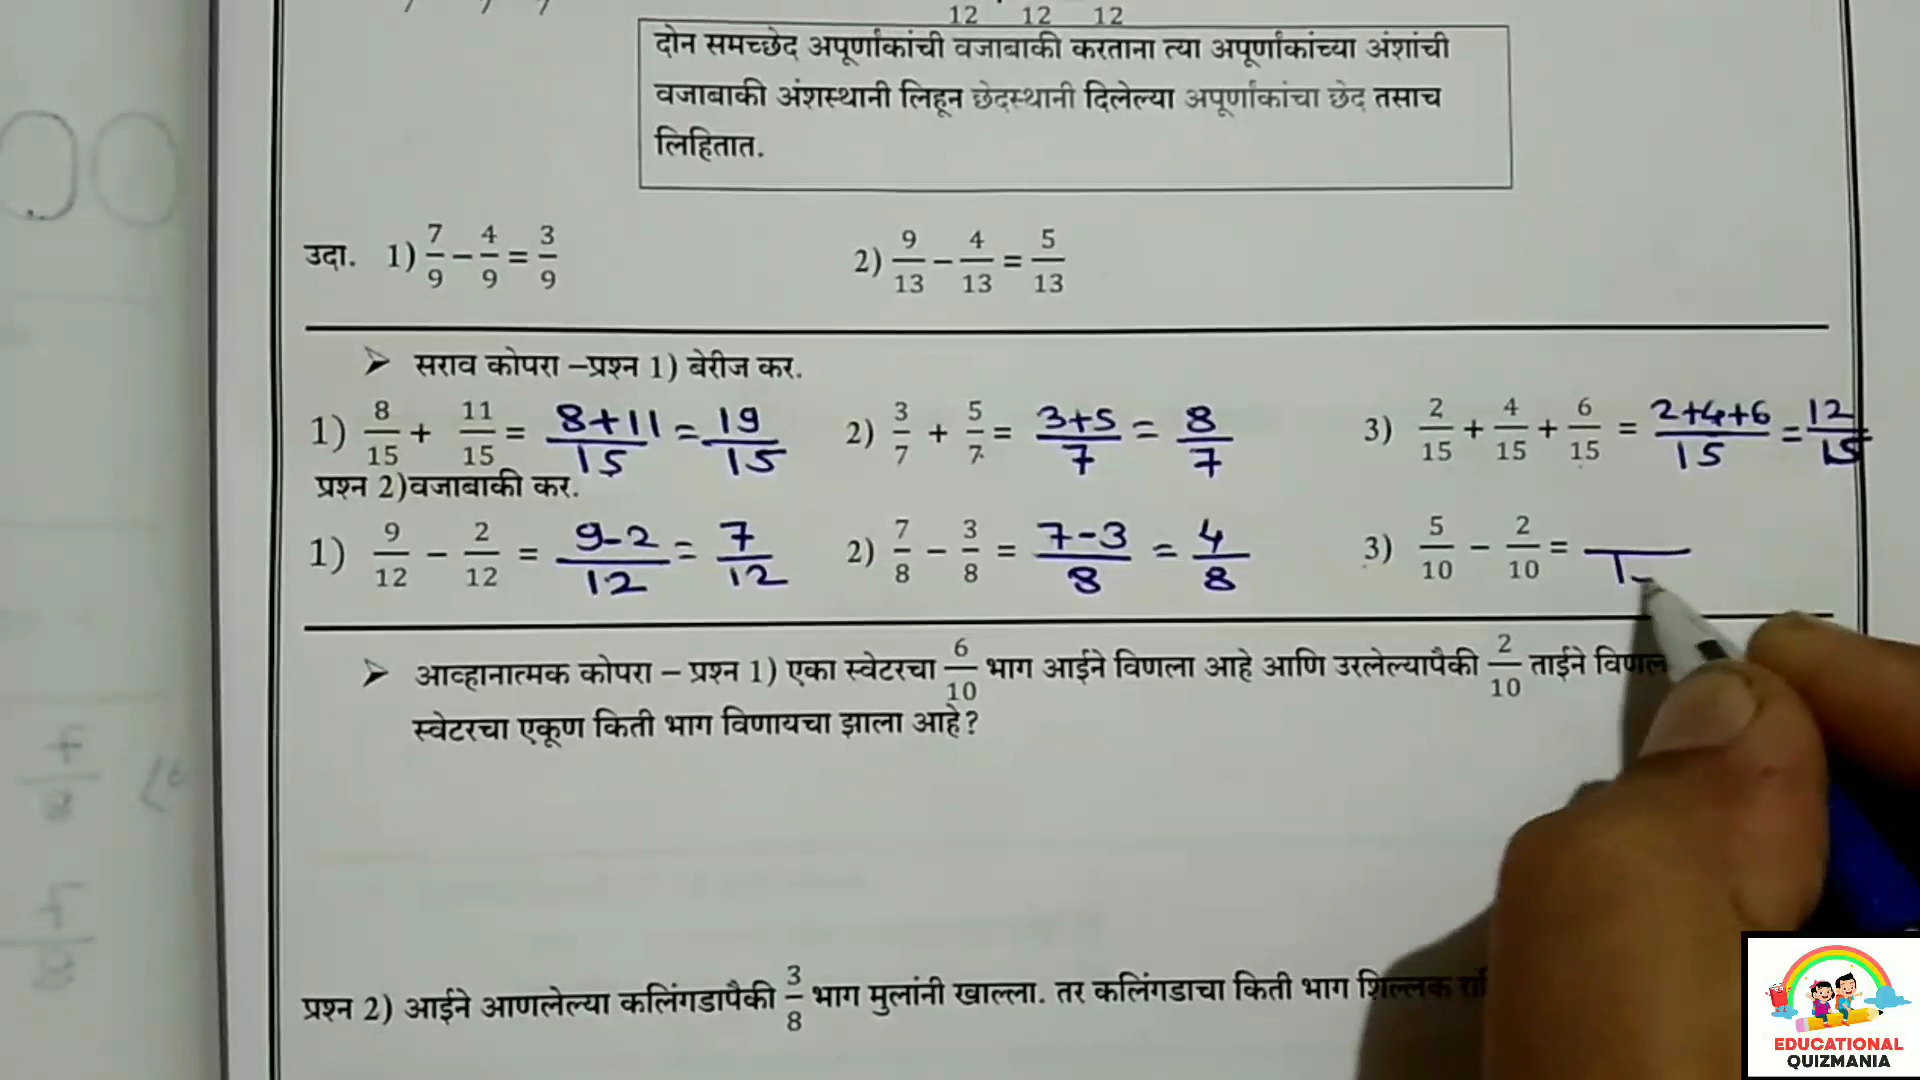 12 12 12
दोन समच्छेद अपूर्णांकांची वजाबाकी करताना त्या अपूर्णांकांच्या अंशांची
वजाबाकी अंशस्थानी लिहून छेदस्थानी दिलेल्या अपूर्णांकांचा छेद तसाच
लिहितात.
उदा. 1) 7/9 − 4/9 = 3/9 2) 9/13 − 4/13 = 5/13
➤ सराव कोपरा –प्रश्न 1) बेरीज कर.
1) 8/15 + 11/15 = 8+11/15 = 19/15 2) 3/7 + 5/7 = 3+5/7 = 8/7 3) 2/15 + 4/15 + 6/15 = 2+4+6/15 = 12/15
प्रश्न 2)वजाबाकी कर.
1) 9/12 − 2/12 = 9-2/12 = 7/12 2) 7/8 − 3/8 = 7-3/8 = 4/8 3) 5/10 − 2/10 =
➤ आव्हानात्मक कोपरा – प्रश्न 1) एका स्वेटरचा 6/10 भाग आईने विणला आहे आणि उरलेल्यापैकी 2/10 ताईने
स्वेटरचा एकूण किती भाग विणायचा झाला आहे?
प्रश्न 2) आईने आणलेल्या कलिंगडापैकी 3/8 भाग मुलांनी खाल्ला. तर कलिंगडाचा किती भाग शिल्लक
EDUCATIONAL
QUIZMANIA